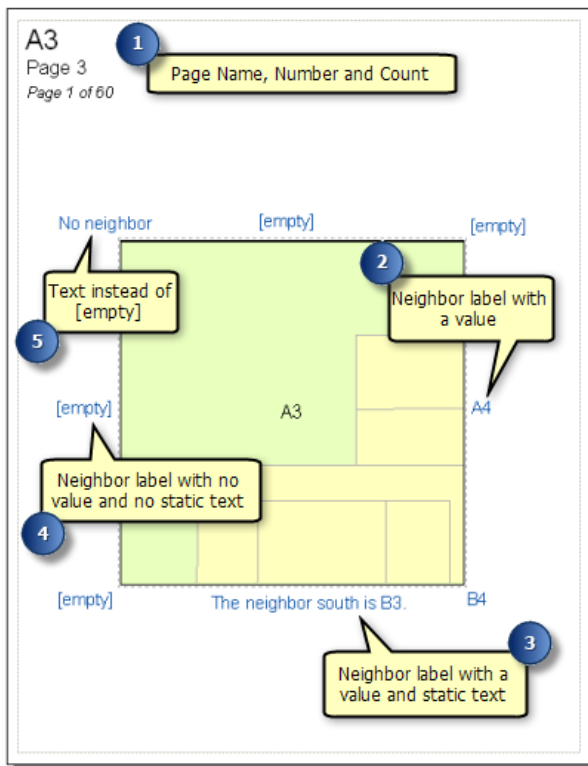 A3
1
Page 3
Page Name, Number and Count
Page 1 of 60
No neighbor
[empty]
[empty]
2
Text instead of
[empty]
Neighbor label with
a value
5
[empty]
A3
A4
Neighbor label with no
value and no static text
4
[empty]
The neighbor south is B3.
B4
3
Neighbor label with a
value and static text